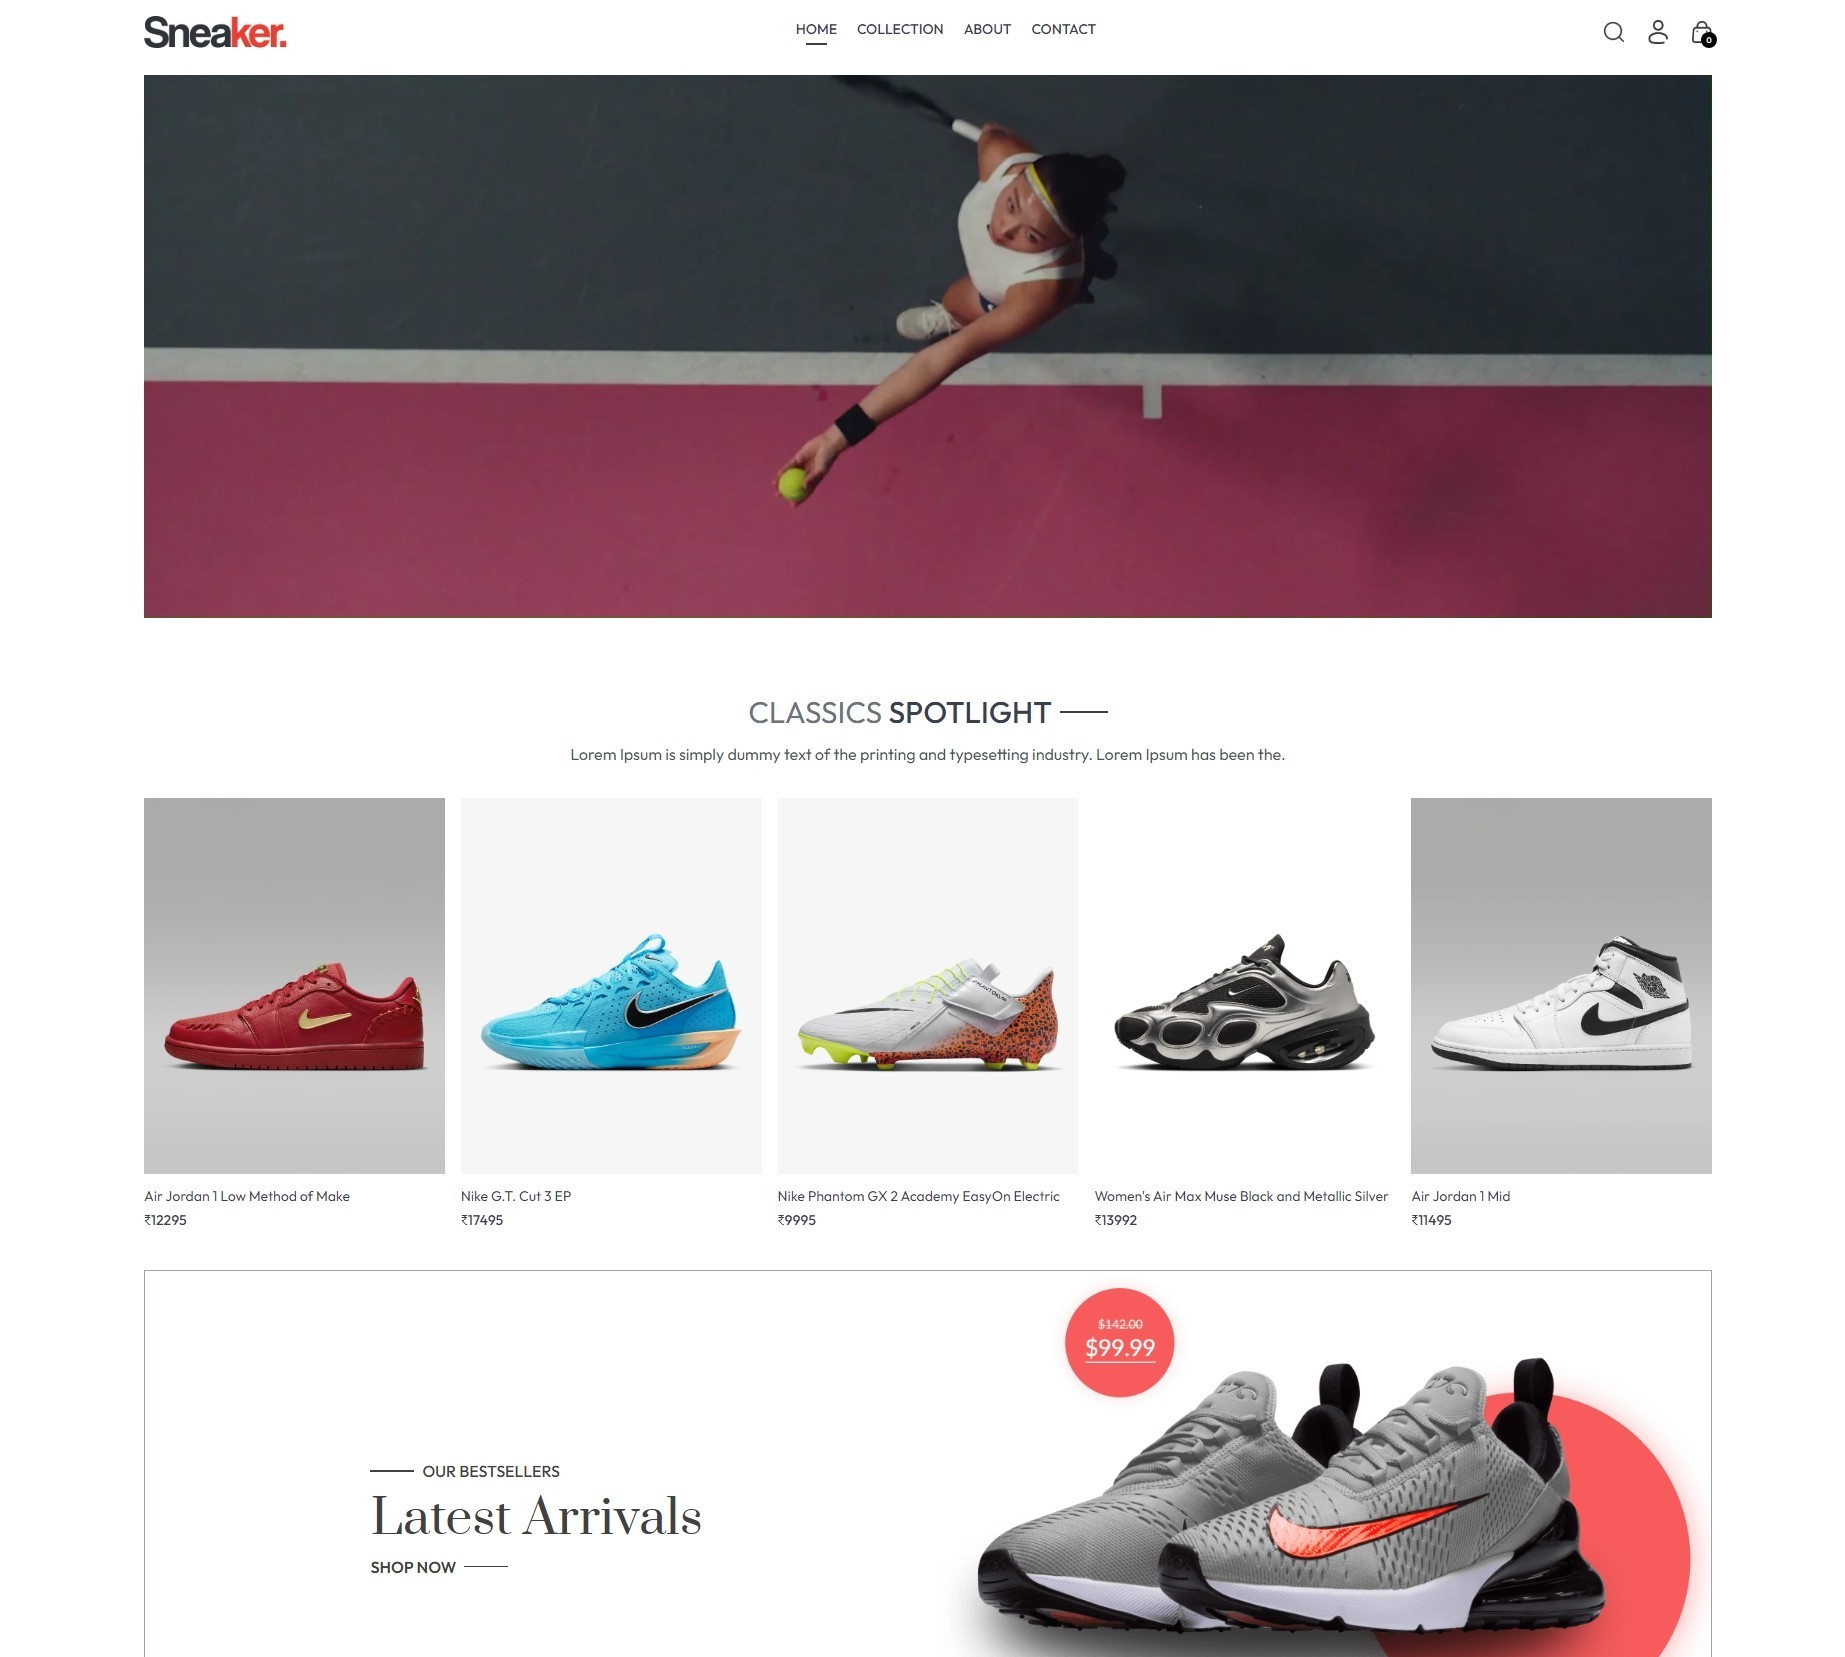 Sneaker.
HOME COLLECTION ABOUT CONTACT
0
CLASSICS SPOTLIGHT
Lorem Ipsum is simply dummy text of the printing and typesetting industry. Lorem Ipsum has been the.
Air Jordan 1 Low Method of Make
₹12295
Nike G.T. Cut 3 EP
₹17495
Nike Phantom GX 2 Academy EasyOn Electric
₹9995
Women's Air Max Muse Black and Metallic Silver
₹13992
Air Jordan 1 Mid
₹11495
$142.00
$99.99
OUR BESTSELLERS
Latest Arrivals
SHOP NOW